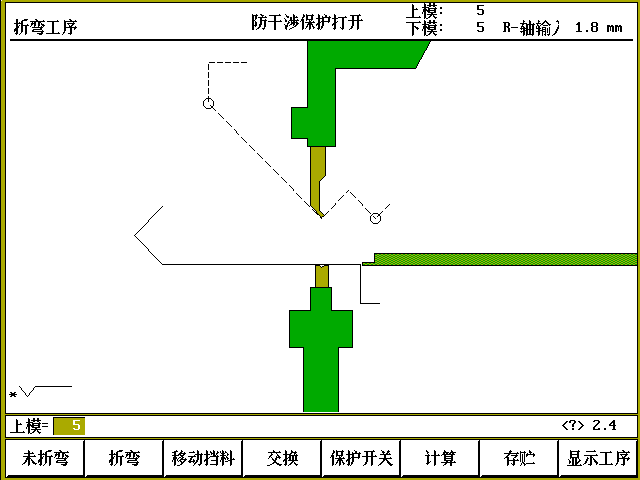 折弯工序 防干涉保护打开 上模: 5
下模: 5 R-轴输入 1.8 mm
*
上模= 5 <?> 2.4
未折弯 折弯 移动挡料 交换 保护开关 计算 存贮 显示工序